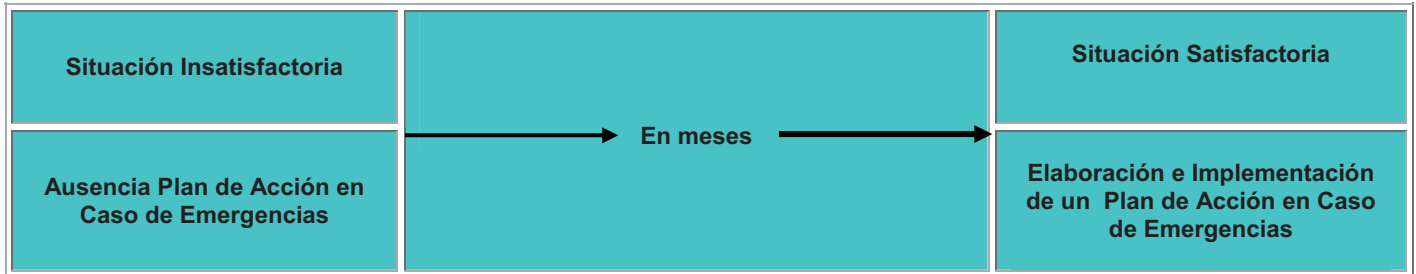 Situación Insatisfactoria
Ausencia Plan de Acción en
Caso de Emergencias
En meses
Situación Satisfactoria
Elaboración e Implementación
de un Plan de Acción en Caso
de Emergencias